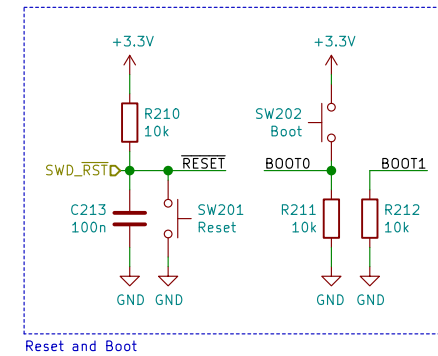 +3.3V
+3.3V
R210
10k
SW202
Boot
SWD_RST
RESET
BOOT0
BOOT1
C213
100n
SW201
Reset
R211
10k
R212
10k
GND
GND
GND
GND
Reset and Boot